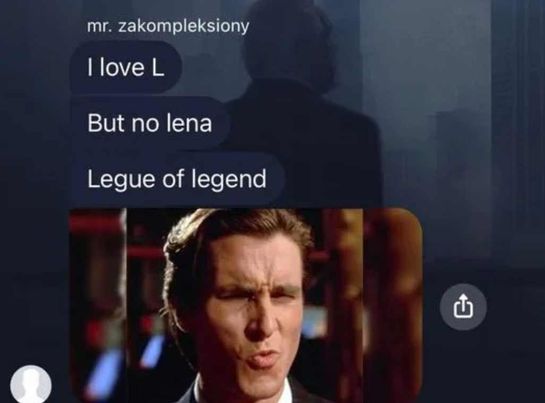 mr. zakompleksiony
I love L
But no lena
Legue of legend